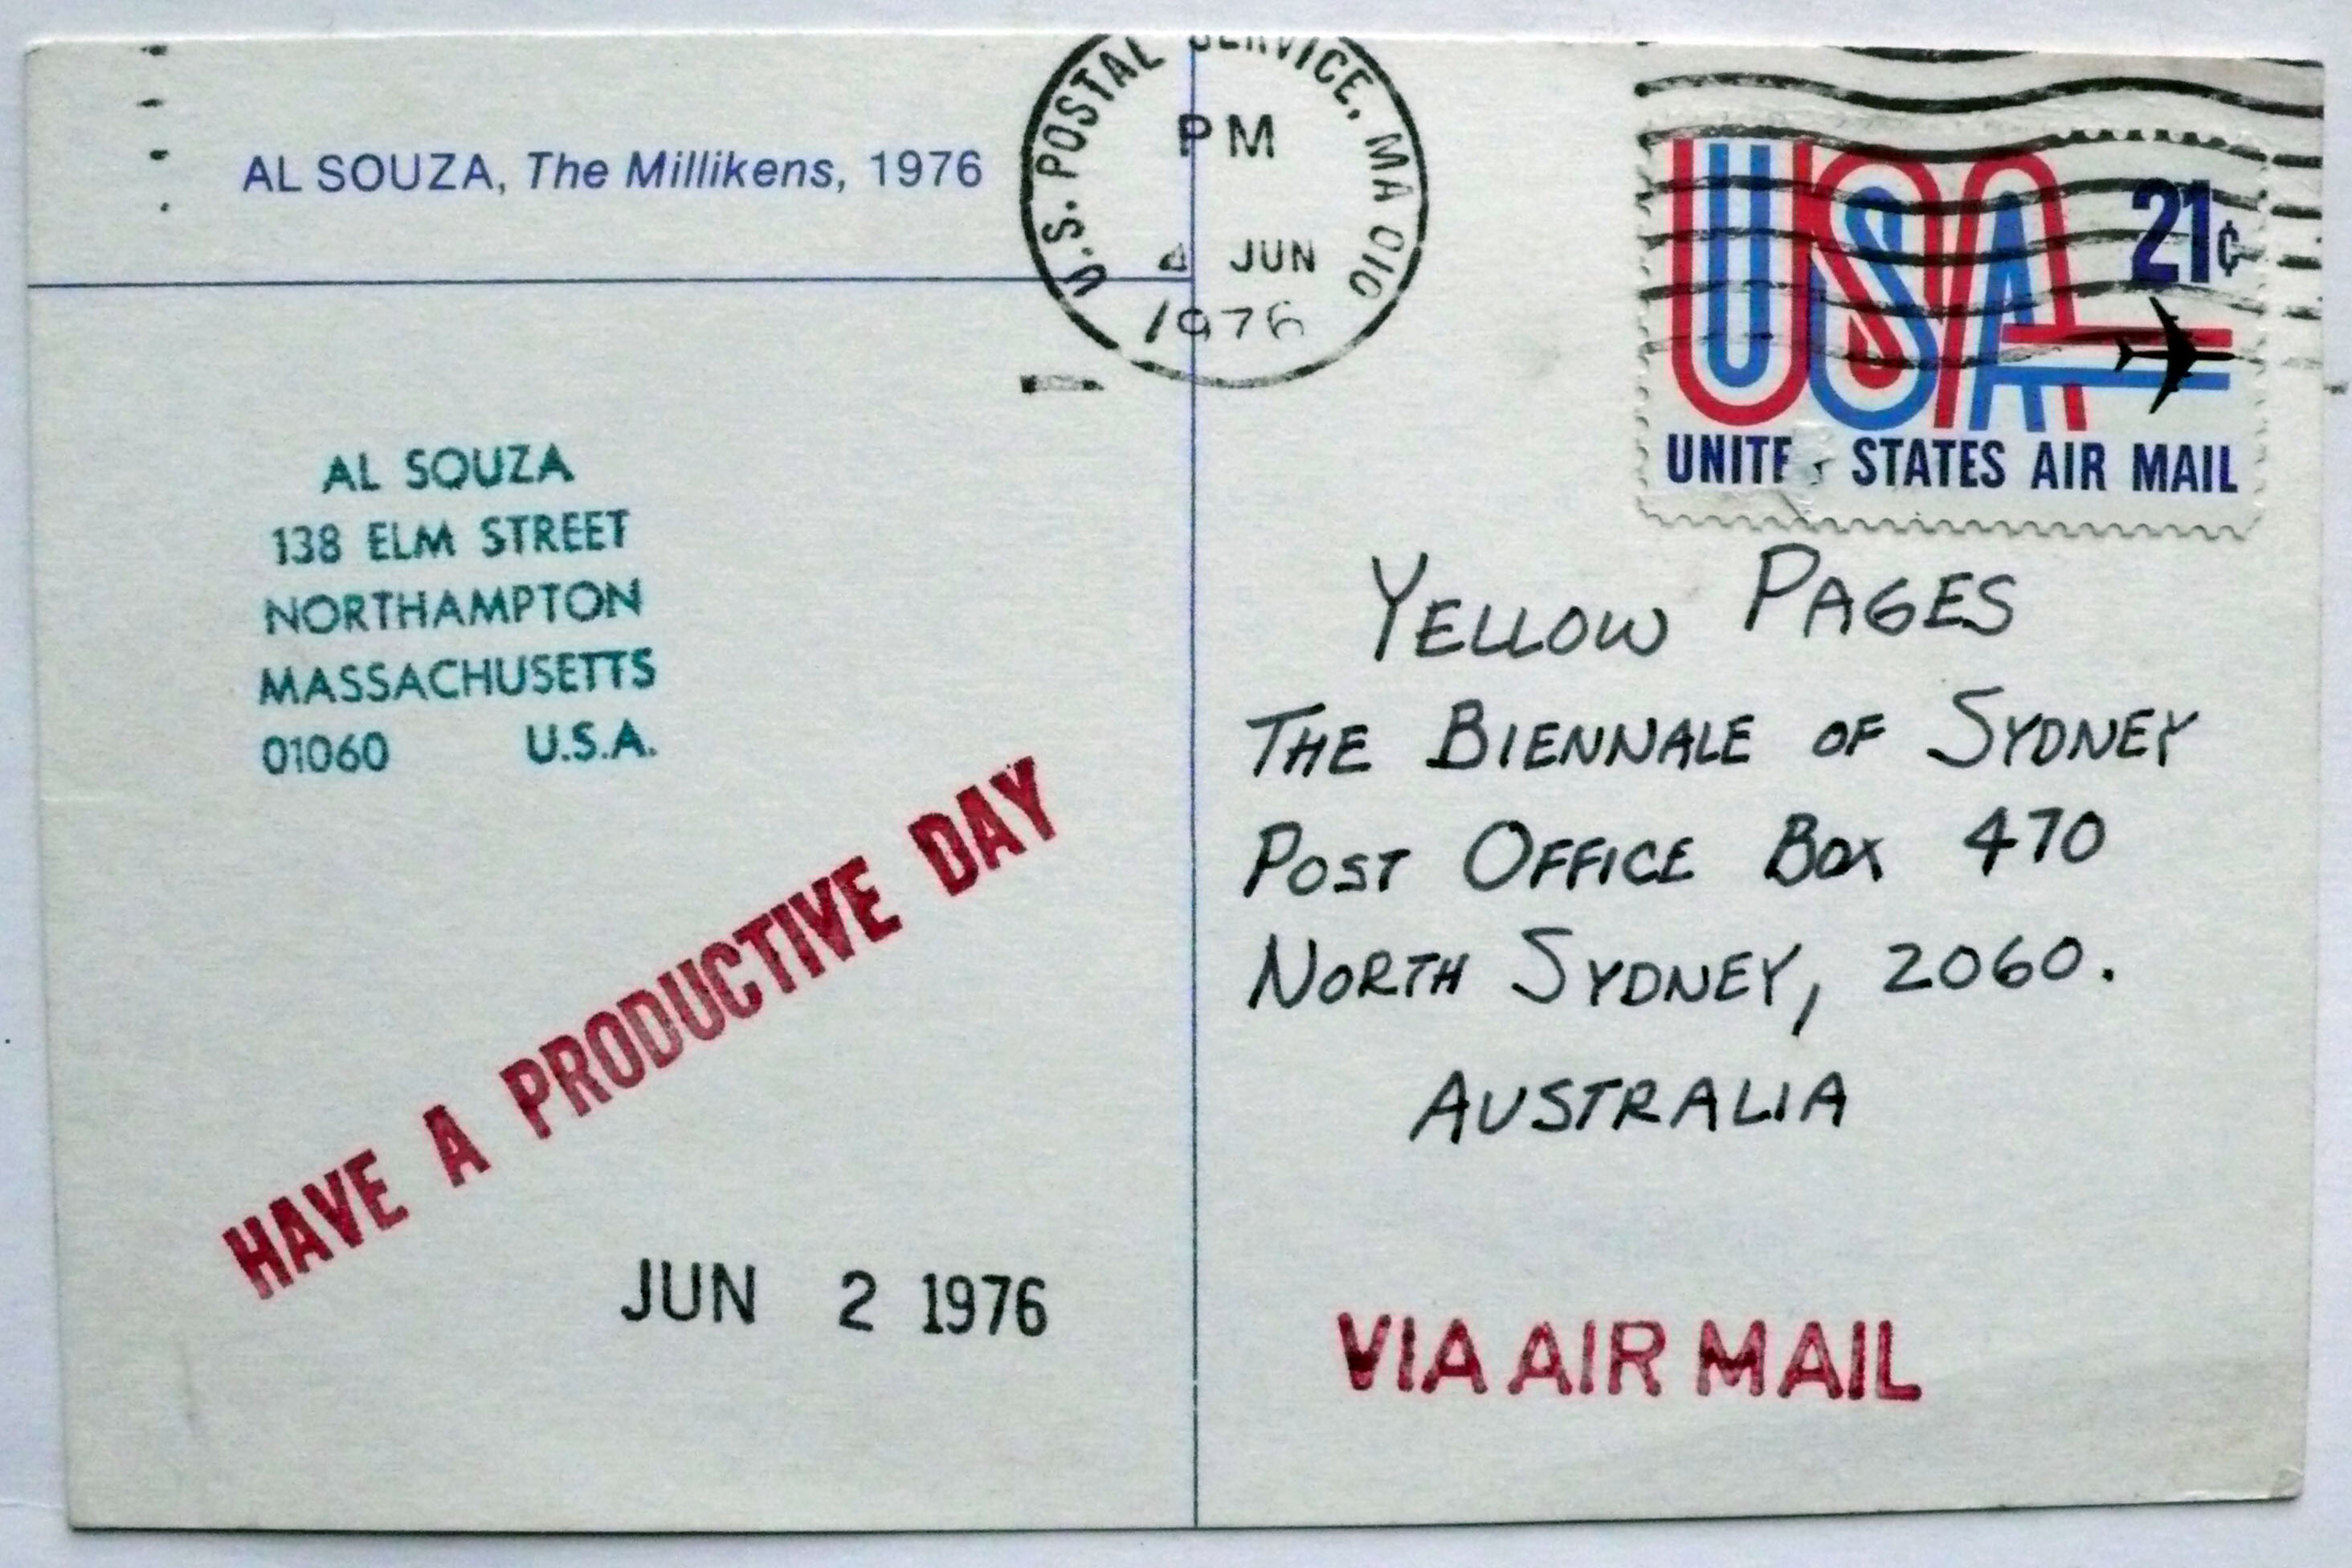 AL SOUZA, The Millikens, 1976
U.S. POSTAL SERVICE, MA 010
PM
4 JUN
1976
USA 21¢
STATES AIR MAIL
AL SOUZA
138 ELM STREET
NORTHAMPTON
MASSACHUSETTS
01060 U.S.A.
HAVE A PRODUCTIVE DAY
JUN 2 1976
YELLOW PAGES
THE BIENNALE OF SYDNEY
POST OFFICE BOX 470
NORTH SYDNEY, 2060.
AUSTRALIA
VIA AIR MAIL